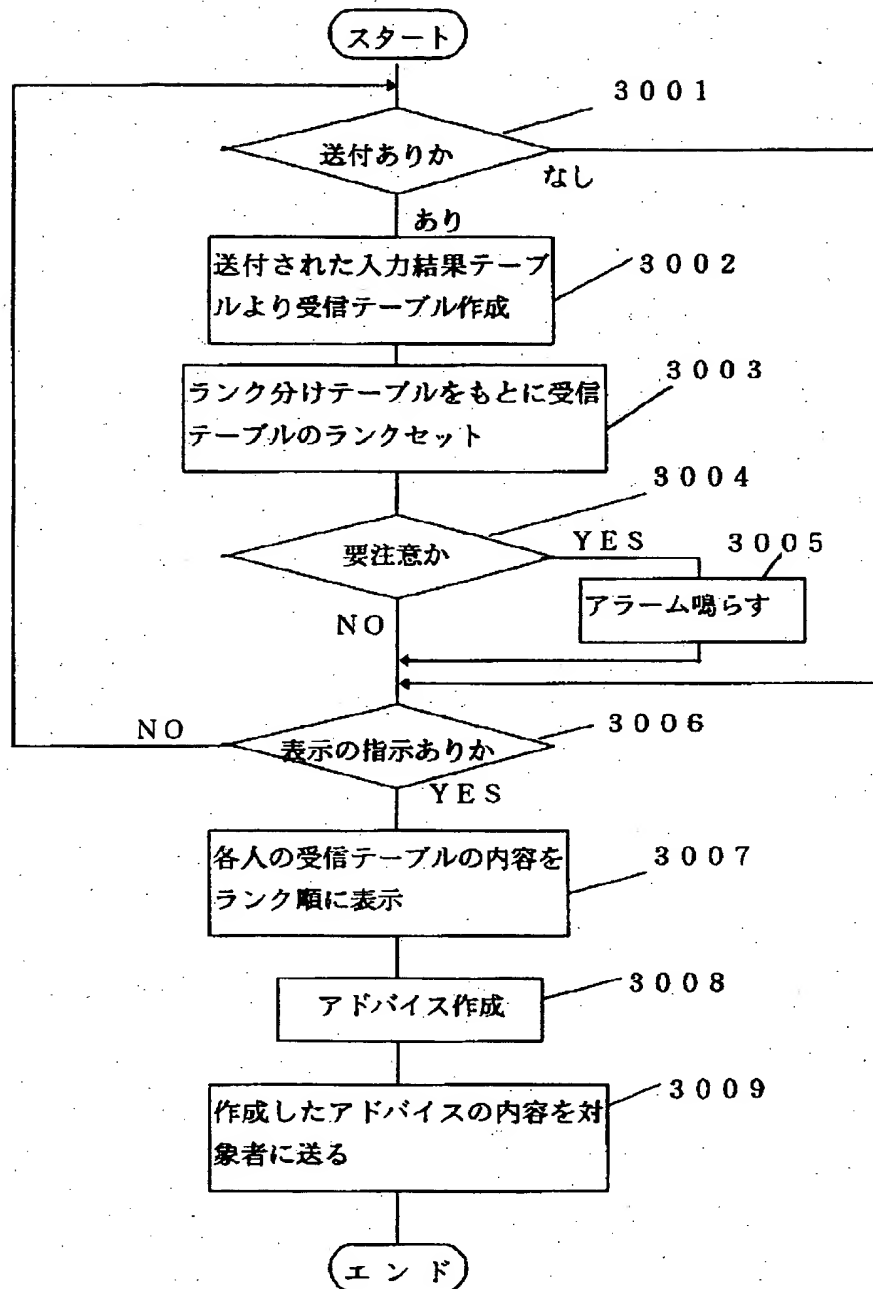 スタート
3001
送付ありか
なし
あり
送付された入力結果テーブ
ルより受信テーブル作成
3002
ランク分けテーブルをもとに受信
テーブルのランクセット
3003
3004
要注意か
YES
3005
アラーム鳴らす
NO
3006
NO
表示の指示ありか
YES
各人の受信テーブルの内容を
ランク順に表示
3007
3008
アドバイス作成
3009
作成したアドバイスの内容を対
象者に送る
エンド